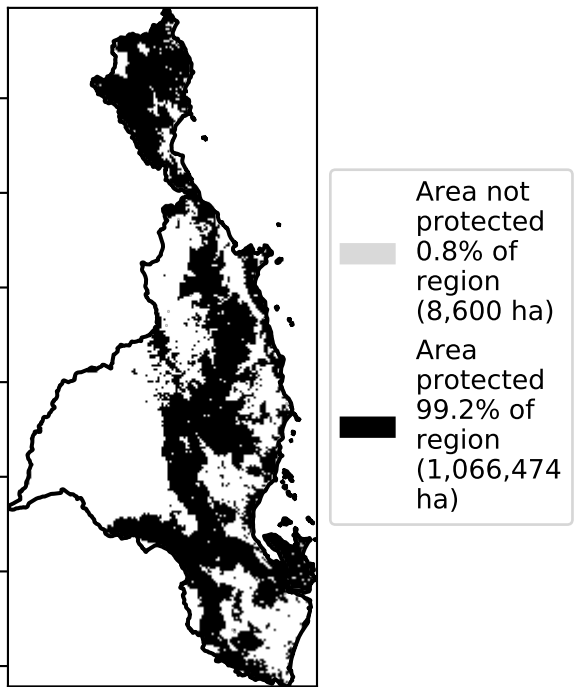 Area not
protected
0.8% of
region
(8,600 ha)
Area
protected
99.2% of
region
(1,066,474
ha)